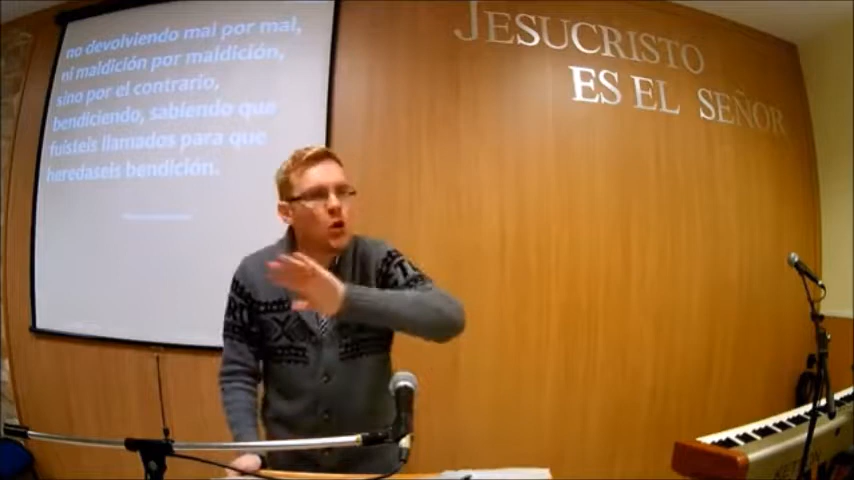 no devolviendo mal por mal,
ni maldición por maldición,
sino por el contrario,
bendiciendo, sabiendo que
fuisteis llamados para que
heredaseis bendición.
JESUCRISTO
ES EL SEÑOR